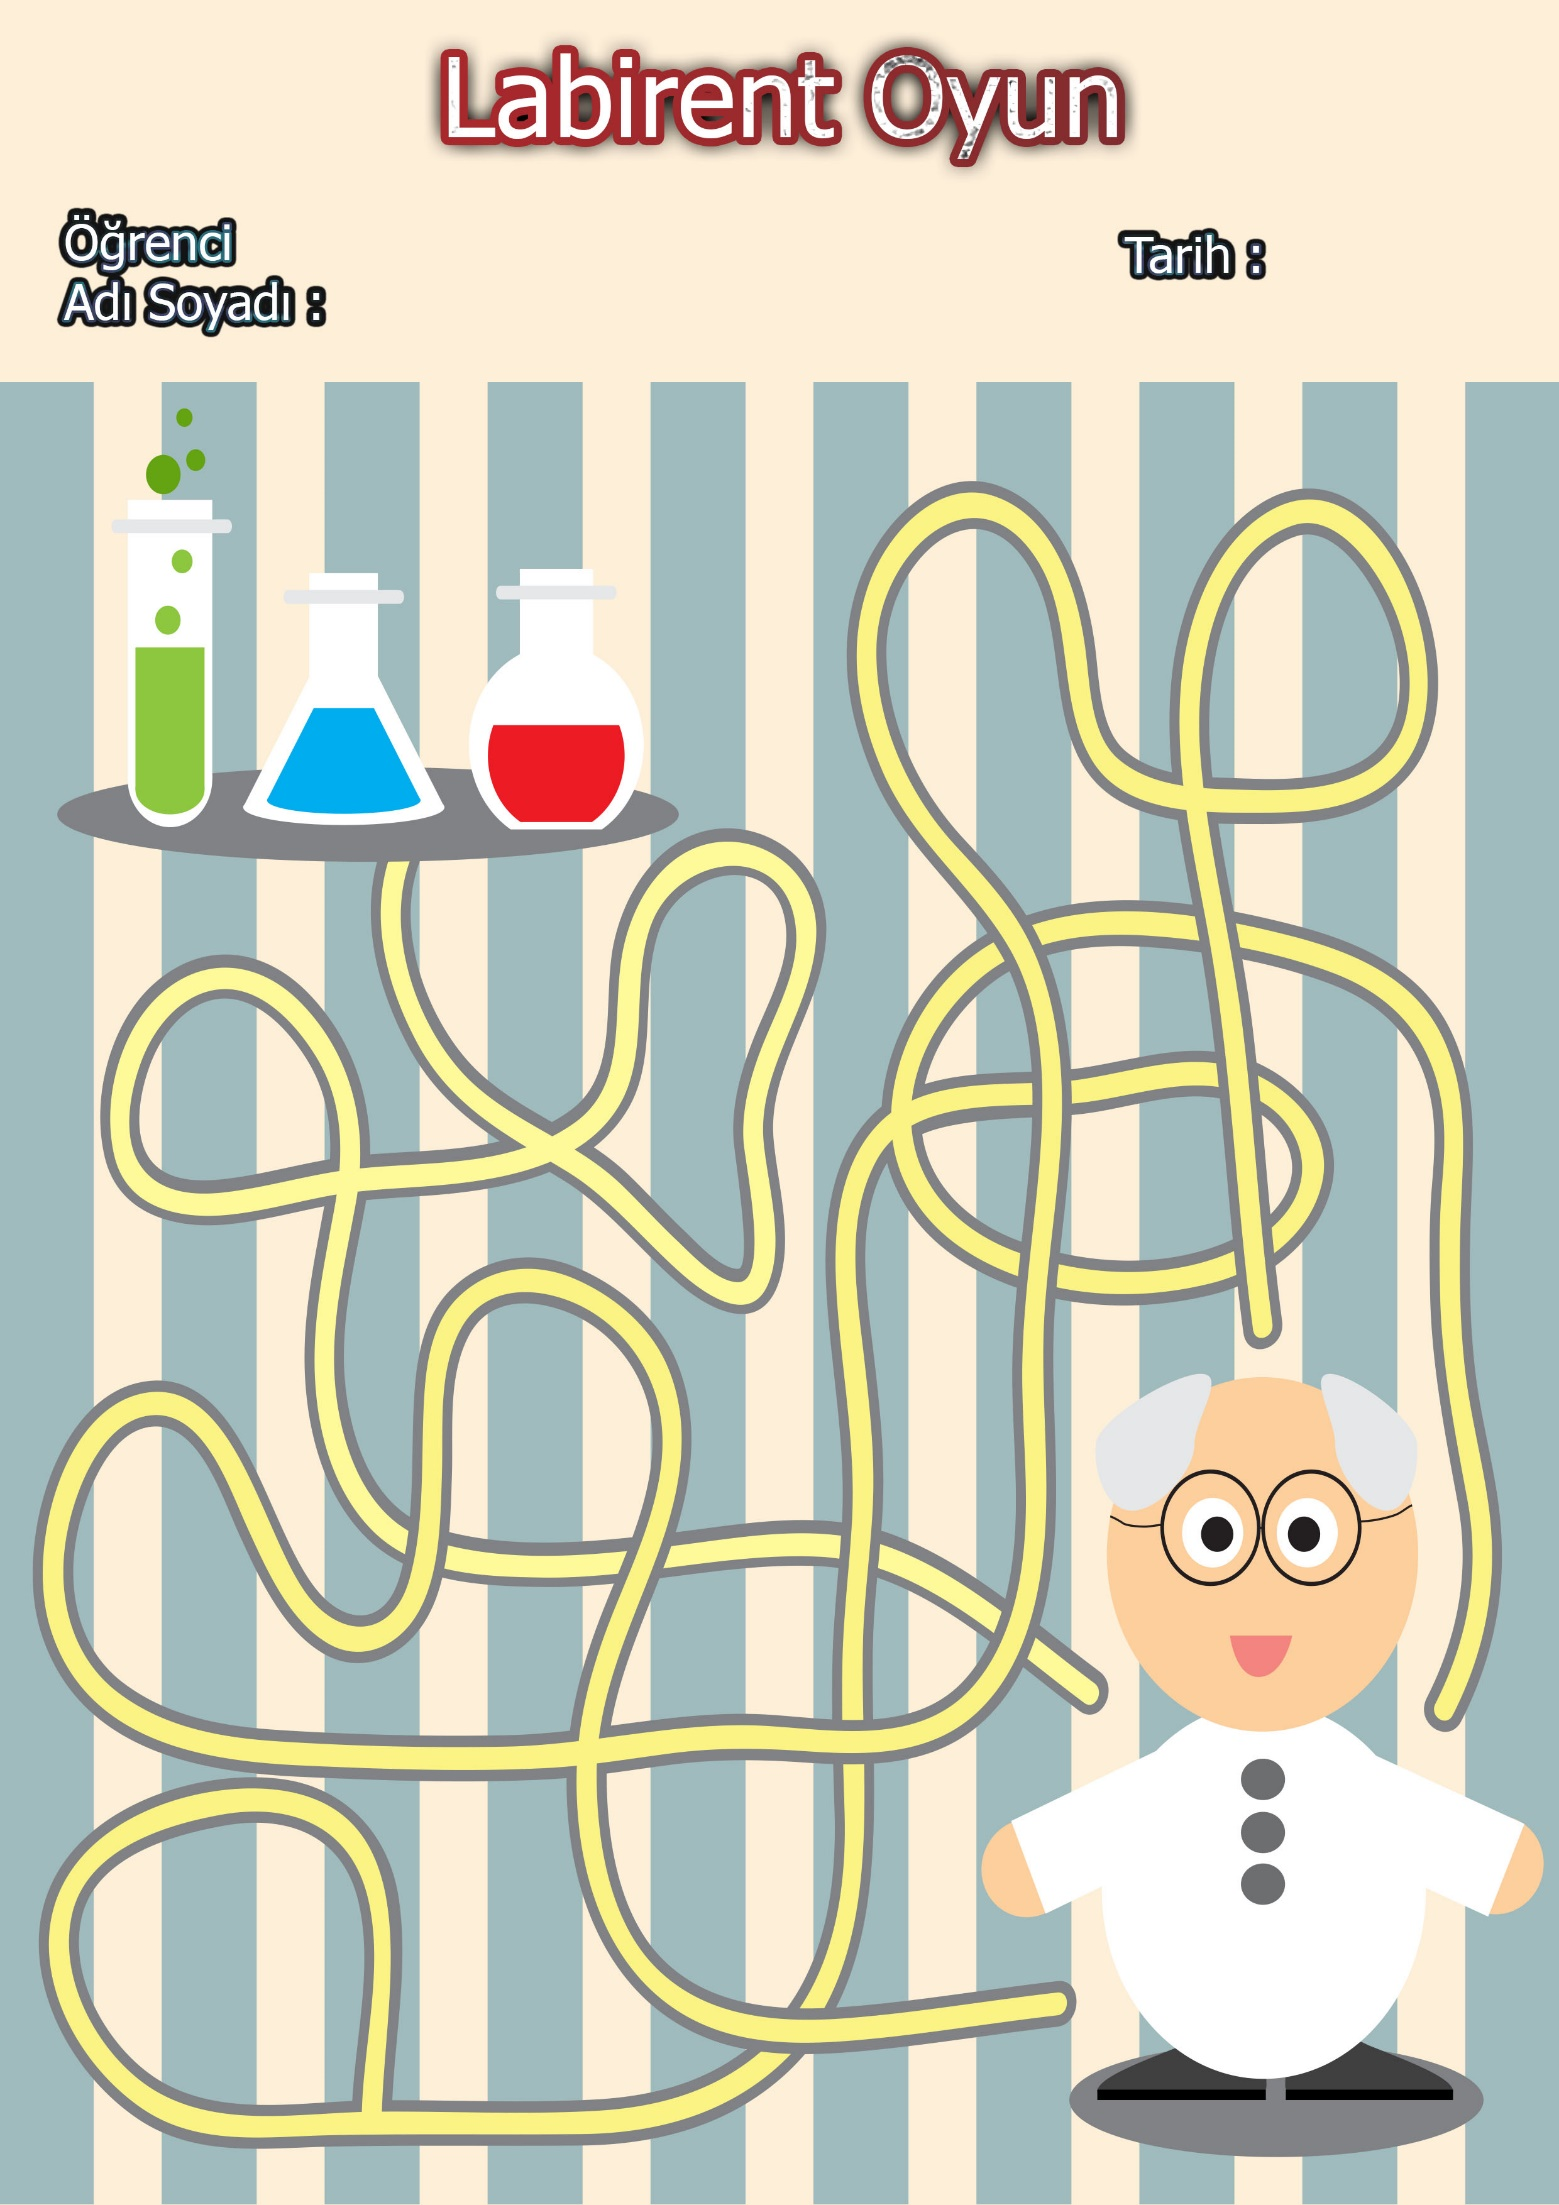 Labirent Oyun
Öğrenci
Adı Soyadı :
Tarih :